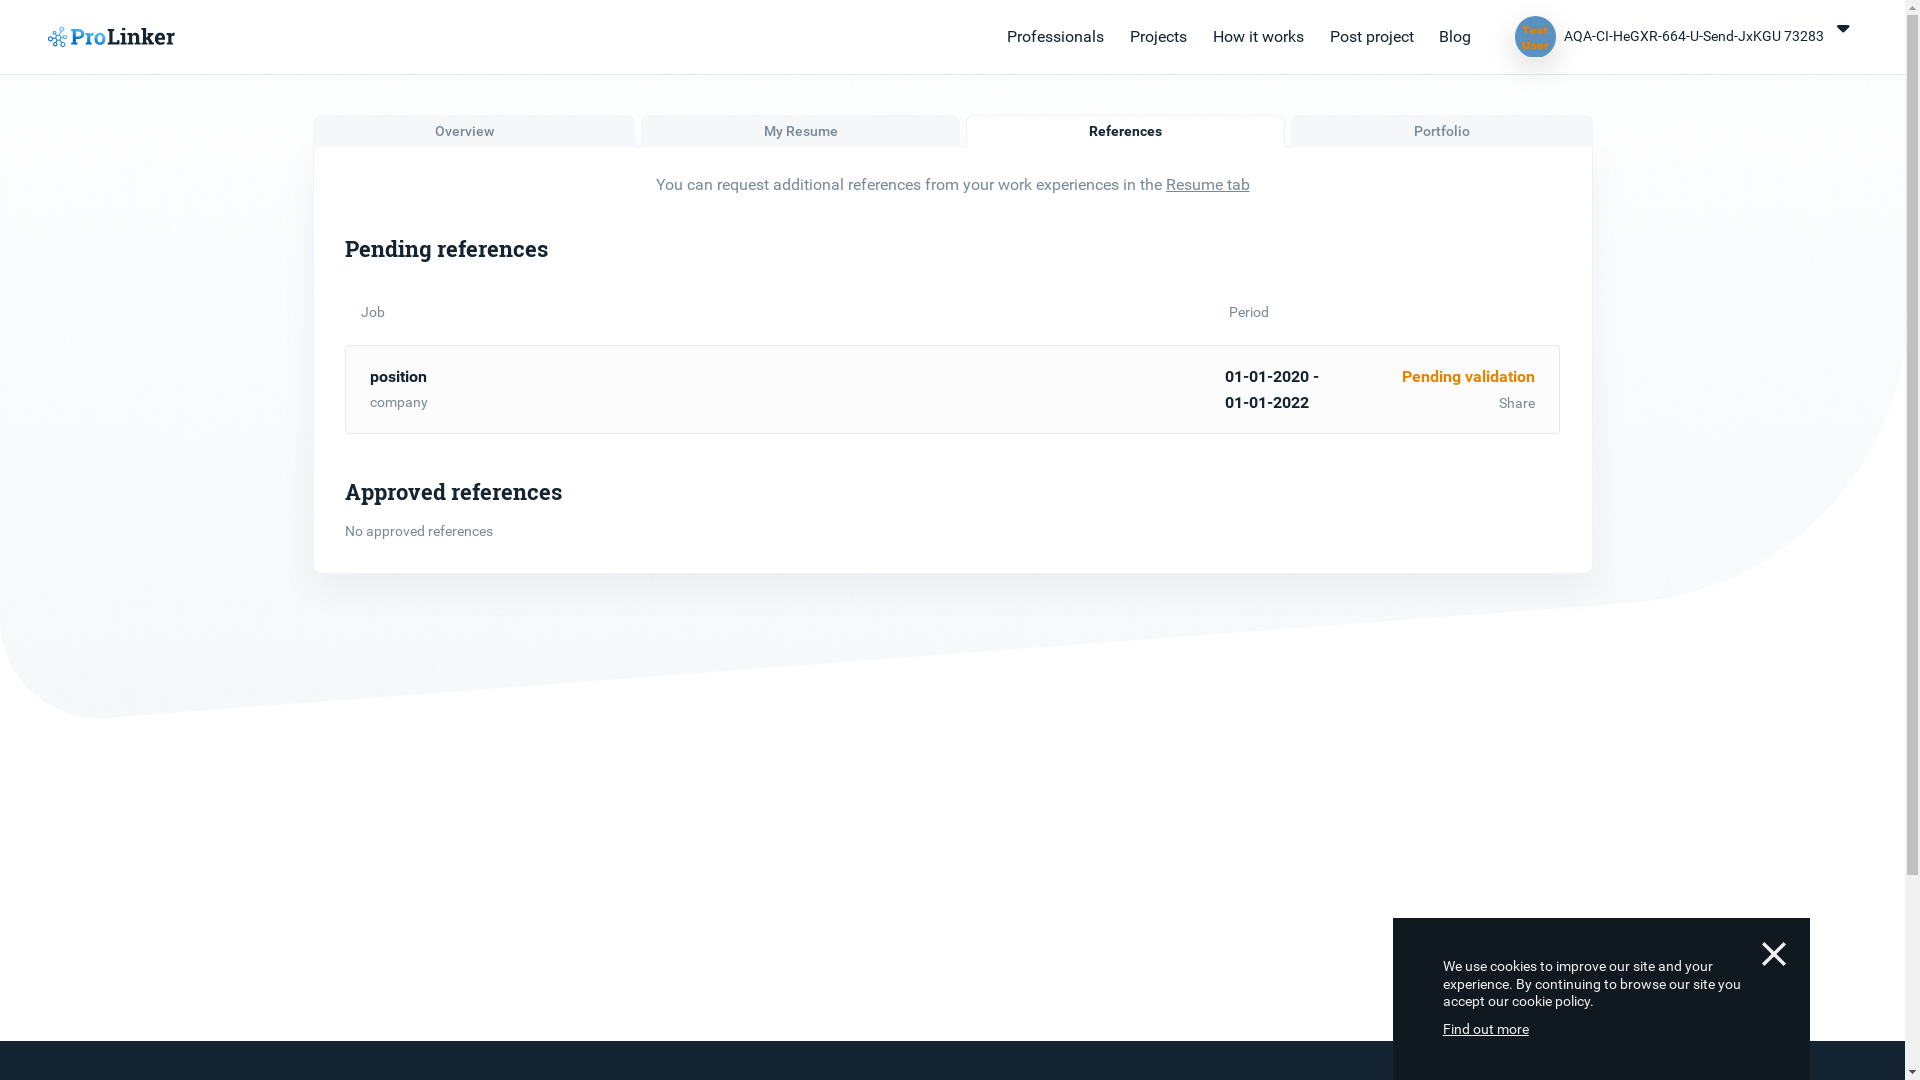 ProLinker
Professionals
Projects
How it works
Post project
Blog
Test
User
AQA-CI-HeGXR-664-U-Send-JxKGU 73283
Overview
My Resume
References
Portfolio
You can request additional references from your work experiences in the Resume tab
Pending references
Job
Period
position
company
01-01-2020 -
01-01-2022
Pending validation
Share
Approved references
No approved references
We use cookies to improve our site and your
experience. By continuing to browse our site you
accept our cookie policy.
Find out more